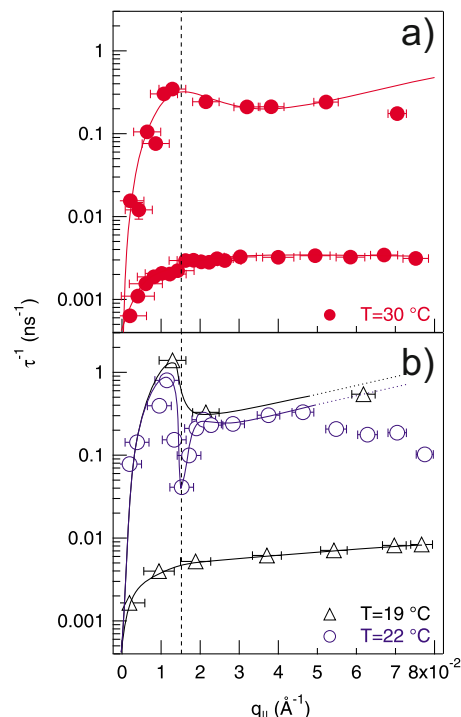 a)
1
0.1
0.01
0.001
T=30 °C
τ⁻¹ (ns⁻¹)
b)
1
0.1
0.01
0.001
T=19 °C
T=22 °C
0 1 2 3 4 5 6 7 8x10⁻²
q|| (Å⁻¹)